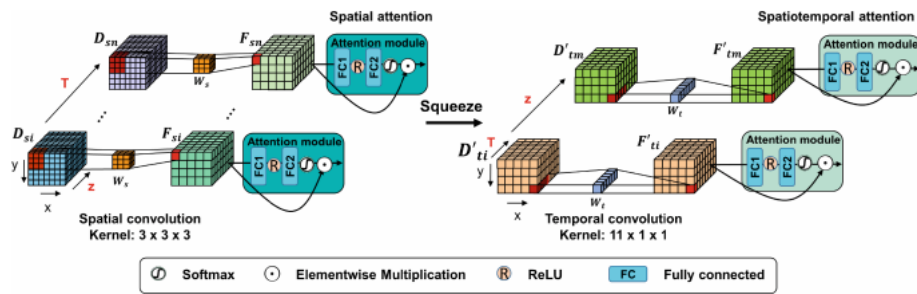 Spatial attention
D_sn
F_sn
W_s
Attention module
FC1
R
FC2
T
D_si
F_si
W_s
Attention module
FC1
R
FC2
y
x
z
Spatial convolution
Kernel: 3 x 3 x 3
Squeeze
Spatiotemporal attention
D'_tm
F'_tm
W_t
Attention module
FC1
R
FC2
z
T
D'_ti
F'_ti
W_t
Attention module
FC1
R
FC2
y
x
Temporal convolution
Kernel: 11 x 1 x 1
Softmax
Elementwise Multiplication
R ReLU
FC Fully connected